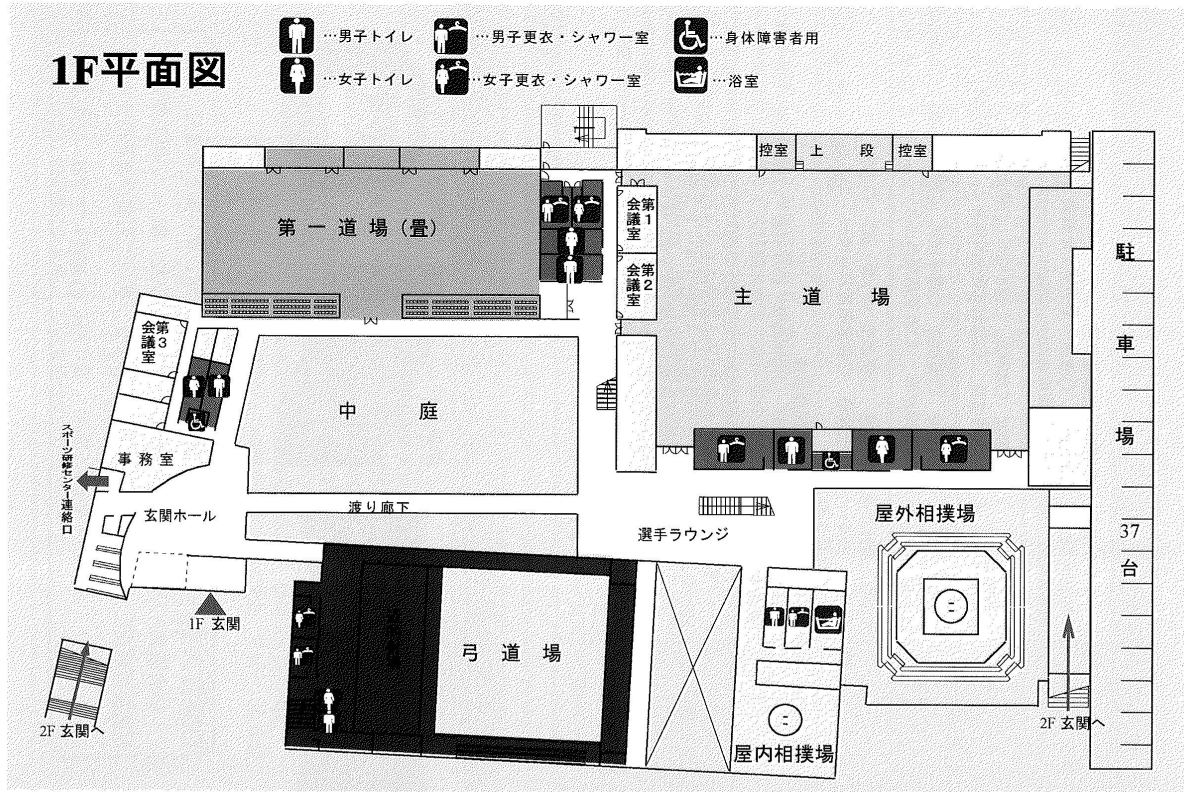 1F平面図
…男子トイレ
…男子更衣・シャワー室
…身体障害者用
…女子トイレ
…女子更衣・シャワー室
…浴室
控室
上段
控室
第一道場(畳)
第1会議室
第2会議室
主道場
駐車場
37台
第3会議室
中庭
事務室
スポーツ研修センター連絡口
玄関ホール
渡り廊下
選手ラウンジ
屋外相撲場
1F 玄関
弓道場
2F 玄関へ
屋内相撲場
2F 玄関へ